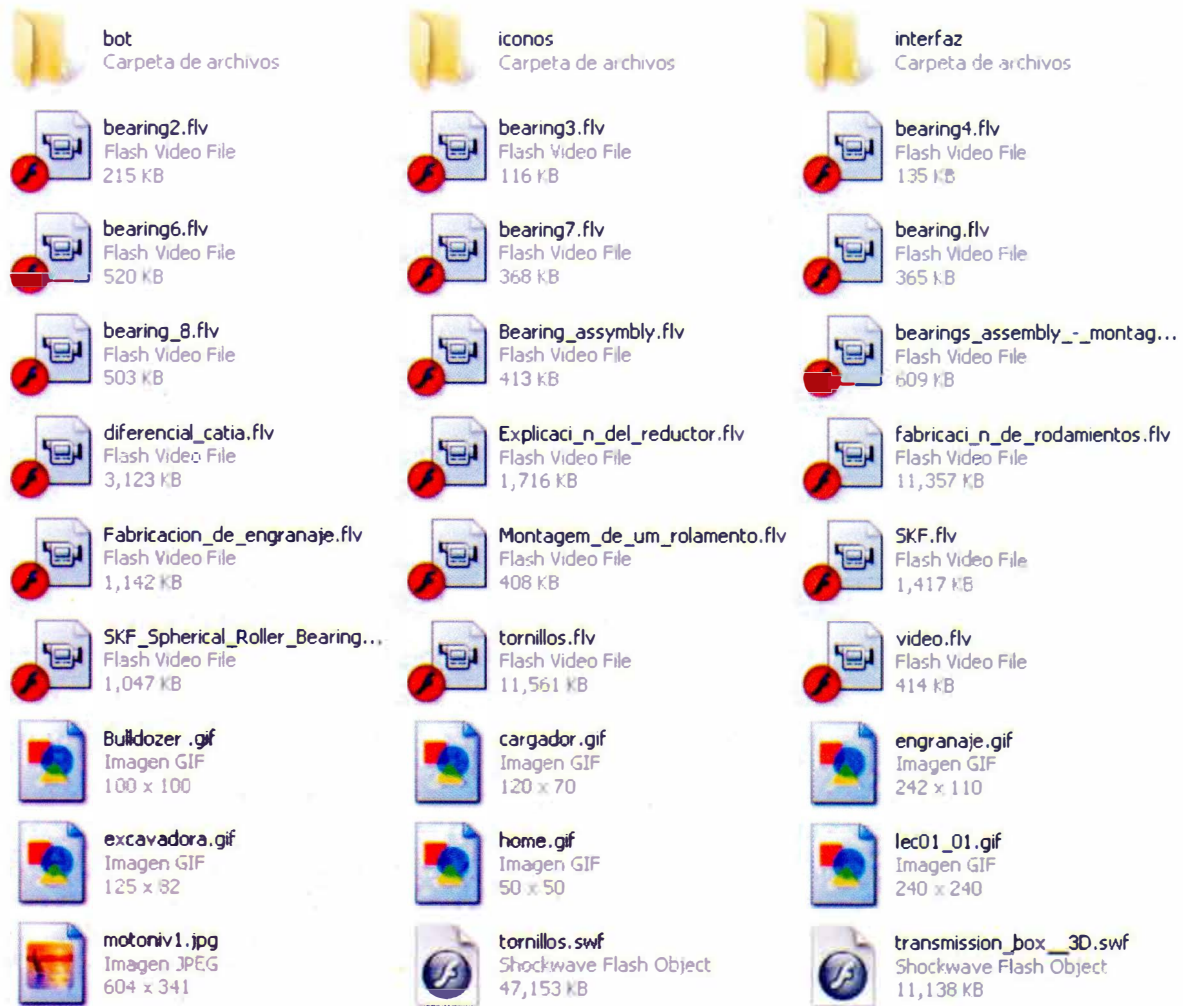 bot
Carpeta de archivos
iconos
Carpeta de archivos
interfaz
Carpeta de archivos
bearing2.flv
Flash Video File
215 KB
bearing3.flv
Flash Video File
116 KB
bearing4.flv
Flash Video File
135 KB
bearing6.flv
Flash Video File
520 KB
bearing7.flv
Flash Video File
368 KB
bearing.flv
Flash Video File
365 KB
bearing_8.flv
Flash Video File
503 KB
Bearing_assymbly.flv
Flash Video File
413 KB
bearings_assembly_-_montag...
Flash Video File
609 KB
diferencial_catia.flv
Flash Video File
3,123 KB
Explicaci_n_del_reductor.flv
Flash Video File
1,716 KB
fabricaci_n_de_rodamientos.flv
Flash Video File
11,357 KB
Fabricacion_de_engranaje.flv
Flash Video File
1,142 KB
Montagem_de_um_rolamento.flv
Flash Video File
408 KB
SKF.flv
Flash Video File
1,417 KB
SKF_Spherical_Roller_Bearing...
Flash Video File
1,047 KB
tornillos.flv
Flash Video File
11,561 KB
video.flv
Flash Video File
414 KB
Bulldozer .gif
Imagen GIF
100 x 100
cargador.gif
Imagen GIF
120 x 70
engranaje.gif
Imagen GIF
242 x 110
excavadora.gif
Imagen GIF
125 x 82
home.gif
Imagen GIF
50 x 50
lec01_01.gif
Imagen GIF
240 x 240
motoniv1.jpg
Imagen JPEG
604 x 341
tornillos.swf
Shockwave Flash Object
47,153 KB
transmission_box__3D.swf
Shockwave Flash Object
11,138 KB